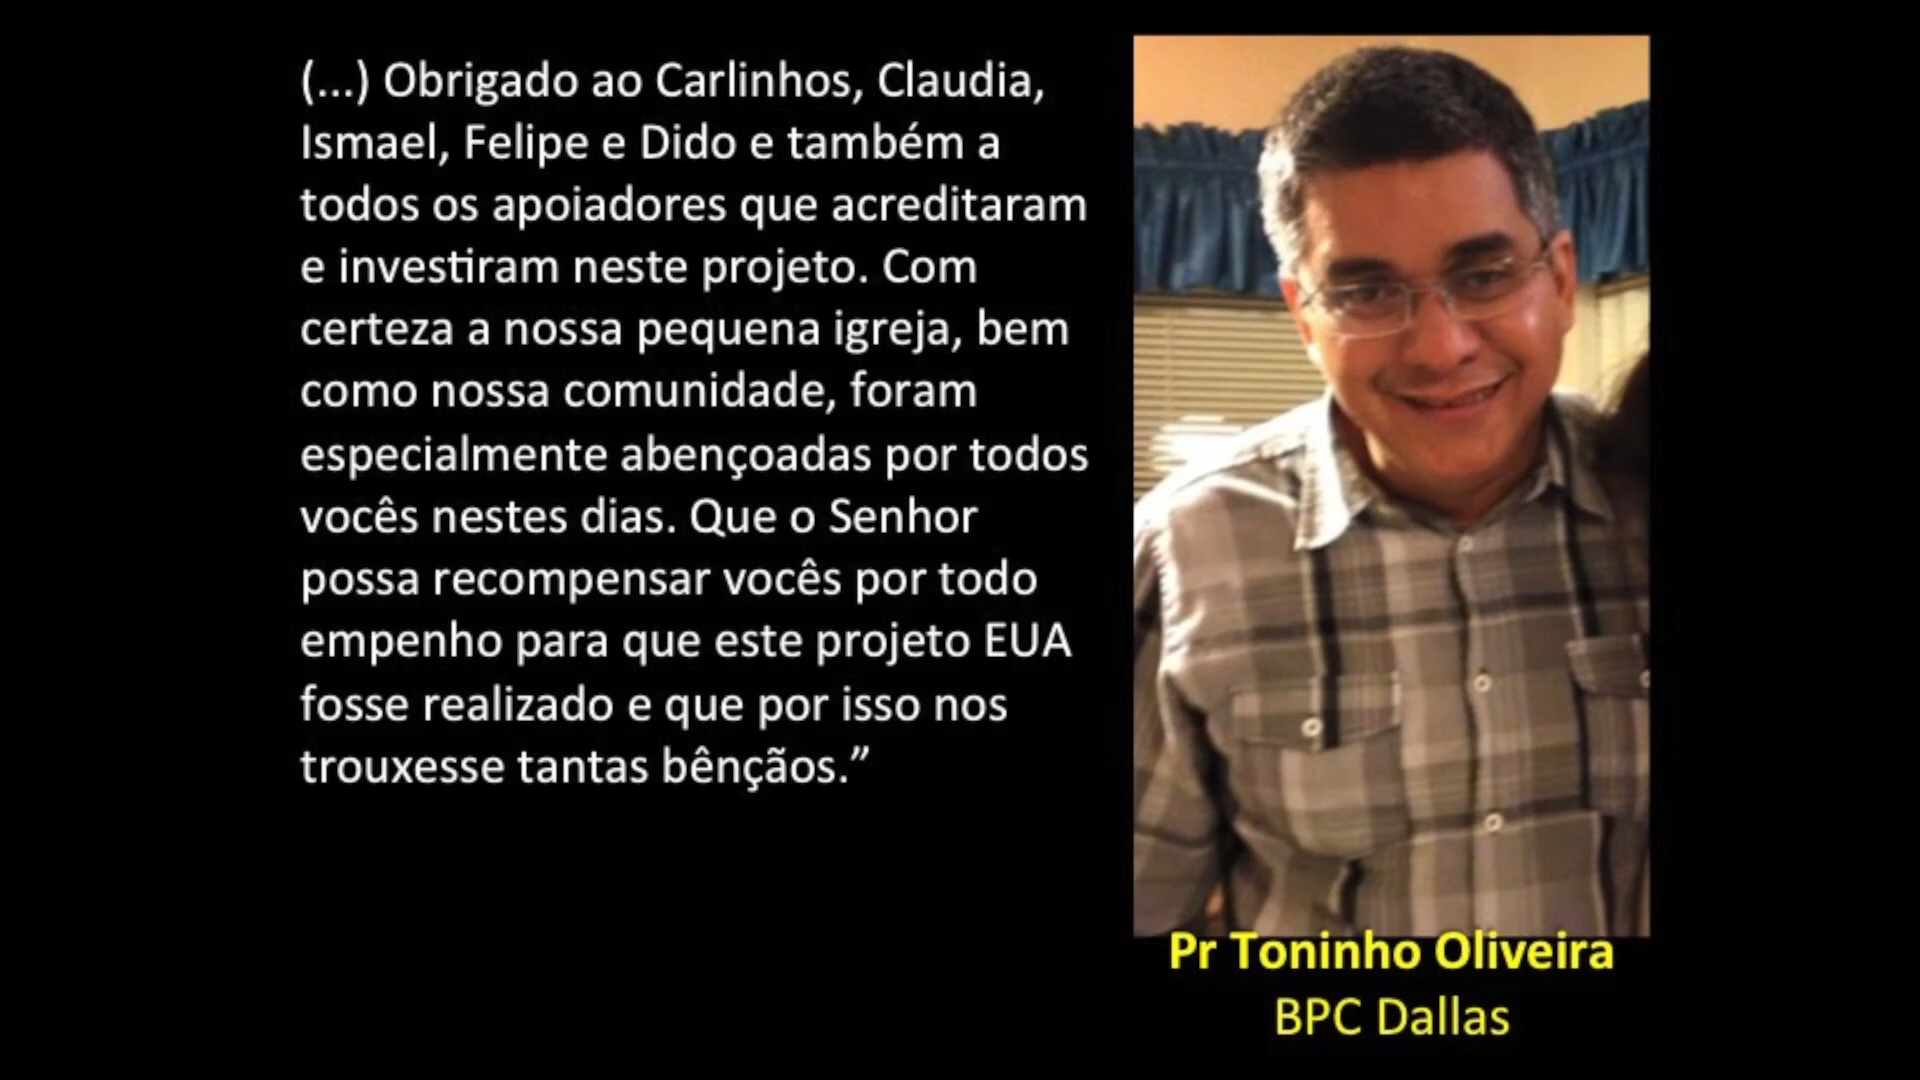 (...) Obrigado ao Carlinhos, Claudia,
Ismael, Felipe e Dido e também a
todos os apoiadores que acreditaram
e investiram neste projeto. Com
certeza a nossa pequena igreja, bem
como nossa comunidade, foram
especialmente abençoadas por todos
vocês nestes dias. Que o Senhor
possa recompensar vocês por todo
empenho para que este projeto EUA
fosse realizado e que por isso nos
trouxesse tantas bênçãos.”
Pr Toninho Oliveira
BPC Dallas